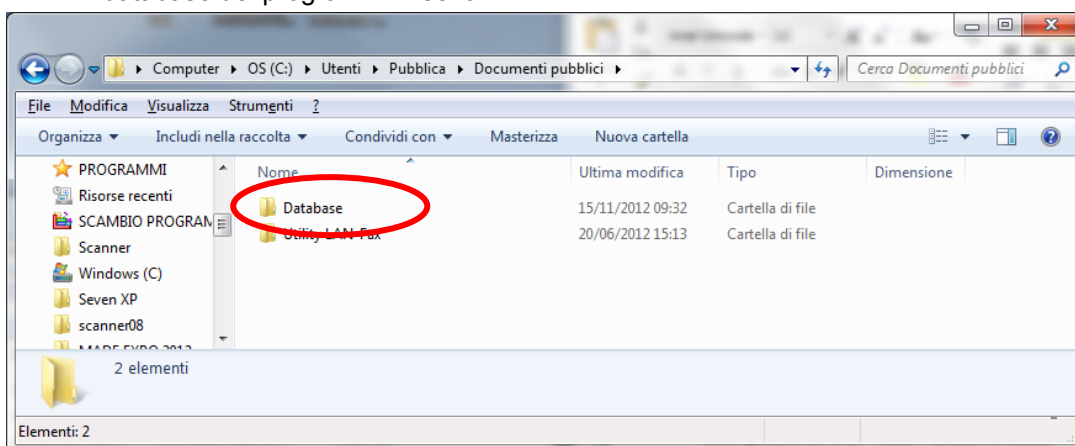 Computer ▸ OS (C:) ▸ Utenti ▸ Pubblica ▸ Documenti pubblici ▸
Cerca Documenti pubblici
File Modifica Visualizza Strumenti ?
Organizza Includi nella raccolta Condividi con Masterizza Nuova cartella
PROGRAMMI
Risorse recenti
SCAMBIO PROGRAM
Scanner
Windows (C)
Seven XP
scanner08
MADE EXPO 2012
Nome Ultima modifica Tipo Dimensione
Database 15/11/2012 09:32 Cartella di file
Utility LAN-Fax 20/06/2012 15:13 Cartella di file
2 elementi
Elementi: 2